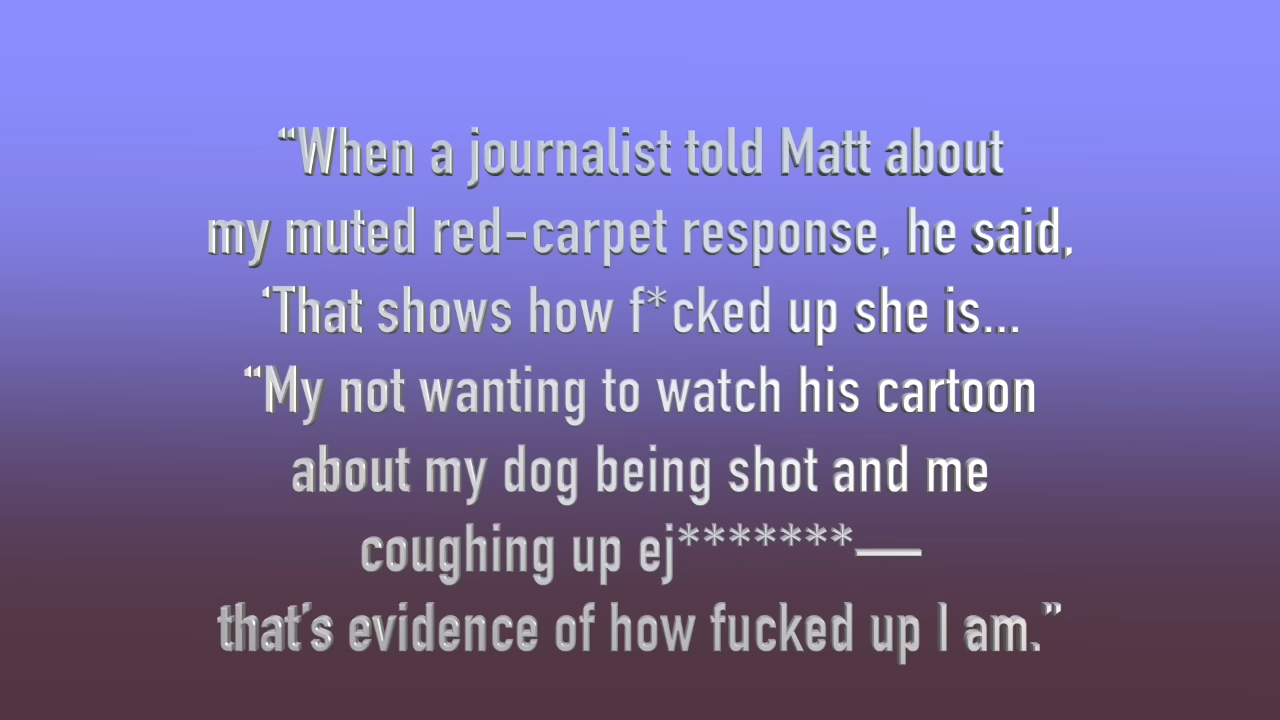 “When a journalist told Matt about
my muted red-carpet response, he said,
‘That shows how f*cked up she is...
“My not wanting to watch his cartoon
about my dog being shot and me
coughing up ej*******—
that’s evidence of how fucked up I am.”